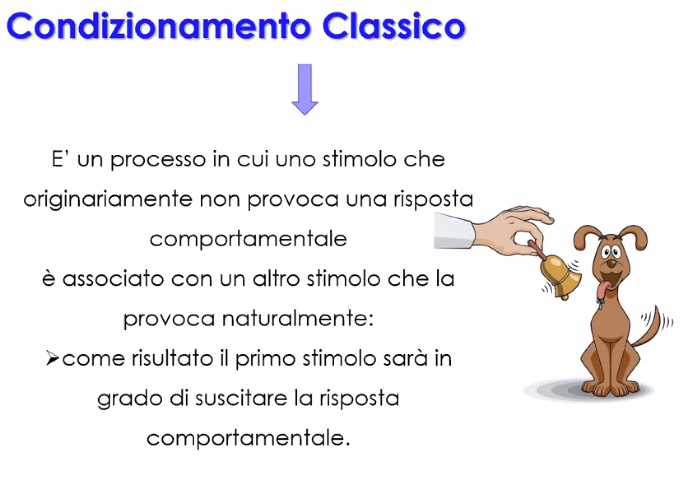 Condizionamento Classico
E' un processo in cui uno stimolo che
originariamente non provoca una risposta
comportamentale
è associato con un altro stimolo che la
provoca naturalmente:
➢come risultato il primo stimolo sarà in
grado di suscitare la risposta
comportamentale.